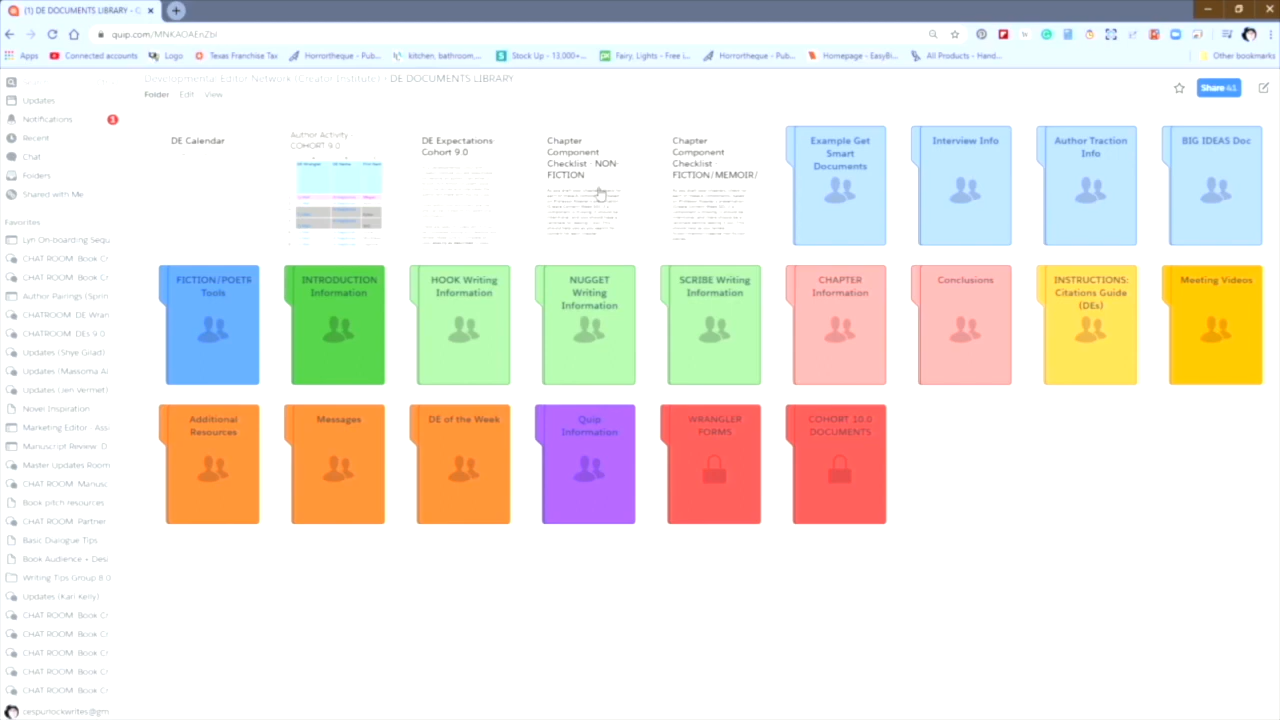 (1) DE DOCUMENTS LIBRARY - Q
quip.com/MNKAOAEnZbl
Apps
Connected accounts
Logo
Texas Franchise Tax
Horrortheque - Pub...
kitchen, bathroom,...
Stock Up - 13,000+...
Fairy, Lights - Free i...
Horrortheque - Pub...
Homepage - EasyBi...
All Products - Hand...
Other bookmarks
Developmental Editor Network (Creator Institute) › DE DOCUMENTS LIBRARY
Folder Edit View
Share
Updates
Notifications 1
Recent
Chat
Folders
Shared with Me
Favorites
Lyn On-boarding Sequ
CHAT ROOM: Book Cr
CHAT ROOM: Book Cr
Author Pairings (Sprin
CHATROOM: DE Wran
CHATROOM: DEs 9.0
Updates (Shye Gilad)
Updates (Massoma Al
Updates (Jen Vermet)
Novel Inspiration
Marketing Editor - Ass
Manuscript Review: D
Master Updates Room
CHAT ROOM: Manusc
Book pitch resources
CHAT ROOM: Partner
Basic Dialogue Tips
Book Audience + Desi
Writing Tips Group 8.0
Updates (Kari Kelly)
CHAT ROOM: Book Cr
CHAT ROOM: Book Cr
CHAT ROOM: Book Cr
CHAT ROOM: Book Cr
CHAT ROOM: Book Cr
cespurlockwrites@gm
DE Calendar
Author Activity
COHORT 9.0
DE Expectations
Cohort 9.0
Chapter
Component
Checklist - NON-
FICTION
Chapter
Component
Checklist -
FICTION/MEMOIR/
Example Get
Smart
Documents
Interview Info
Author Traction
Info
BIG IDEAS Doc
FICTION/POETR
Tools
INTRODUCTION
Information
HOOK Writing
Information
NUGGET
Writing
Information
SCRIBE Writing
Information
CHAPTER
Information
Conclusions
INSTRUCTIONS:
Citations Guide
(DEs)
Meeting Videos
Additional
Resources
Messages
DE of the Week
Quip
Information
WRANGLER
FORMS
COHORT 10.0
DOCUMENTS